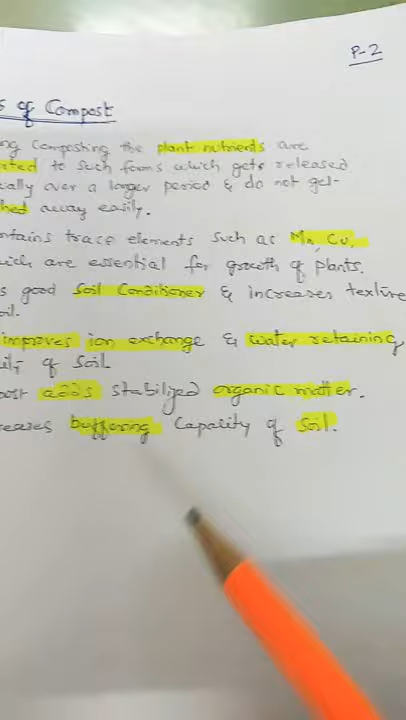 P-2
of Compost
Composting the plant nutrients are
to such forms which gets released
over a longer period & do not get-
away easily.
trace elements such as Mn, Cu,
are essential for growth of plants.
good Soil Conditioner & increases texture
improves ion exchange & water retaining
of Soil
adds stabilized organic matter.
buffering Capacity of Soil.